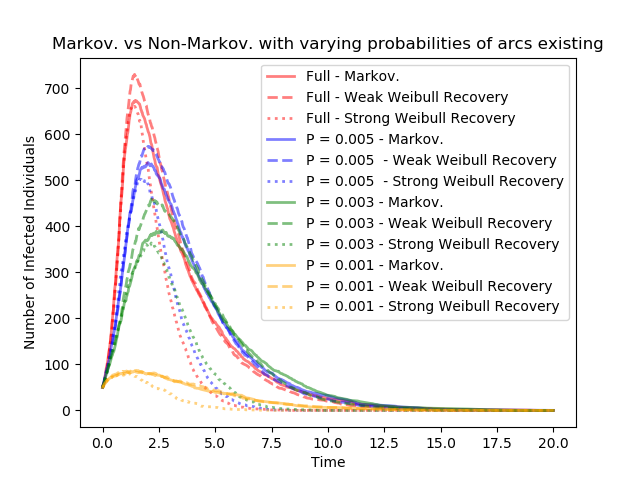 Markov. vs Non-Markov. with varying probabilities of arcs existing
Full - Markov.
Full - Weak Weibull Recovery
Full - Strong Weibull Recovery
P = 0.005 - Markov.
P = 0.005  - Weak Weibull Recovery
P = 0.005  - Strong Weibull Recovery
P = 0.003 - Markov.
P = 0.003 - Weak Weibull Recovery
P = 0.003 - Strong Weibull Recovery
P = 0.001 - Markov.
P = 0.001 - Weak Weibull Recovery
P = 0.001 - Strong Weibull Recovery
Number of Infected Individuals
700
600
500
400
300
200
100
0
0.0 2.5 5.0 7.5 10.0 12.5 15.0 17.5 20.0
Time